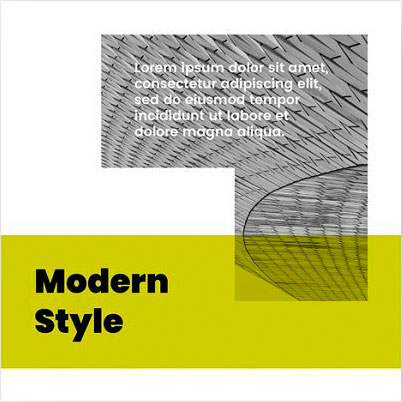 Lorem ipsum dolor sit amet,
consectetur adipiscing elit,
sed do eiusmod tempor
incididunt ut labore et
dolore magna aliqua.
Modern
Style